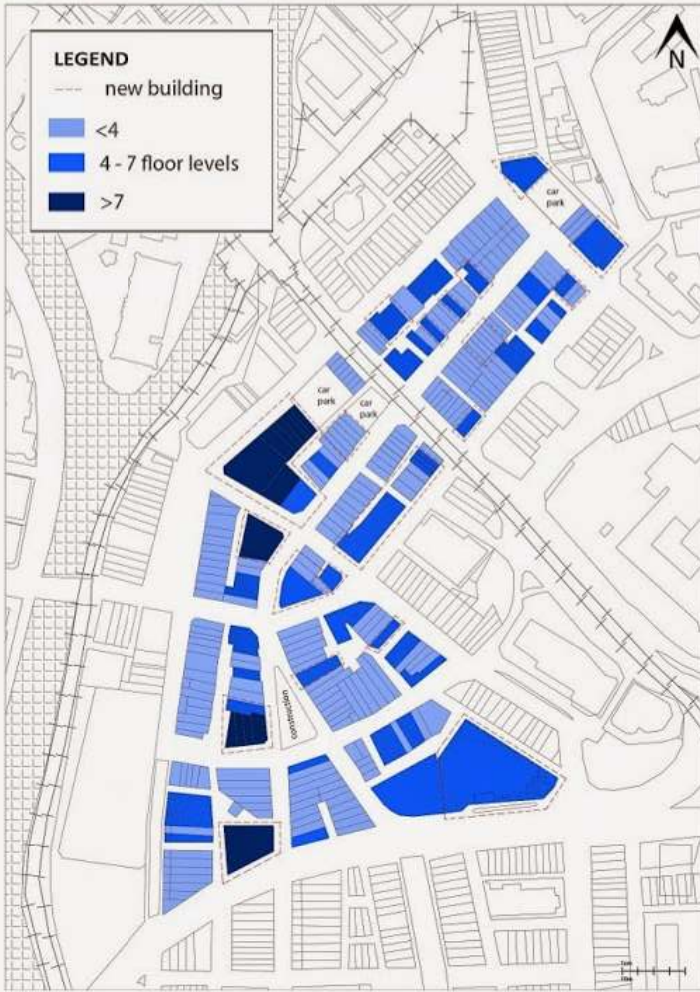 LEGEND
new building
<4
4 - 7 floor levels
>7
N
car
park
car
park
car
park
construction